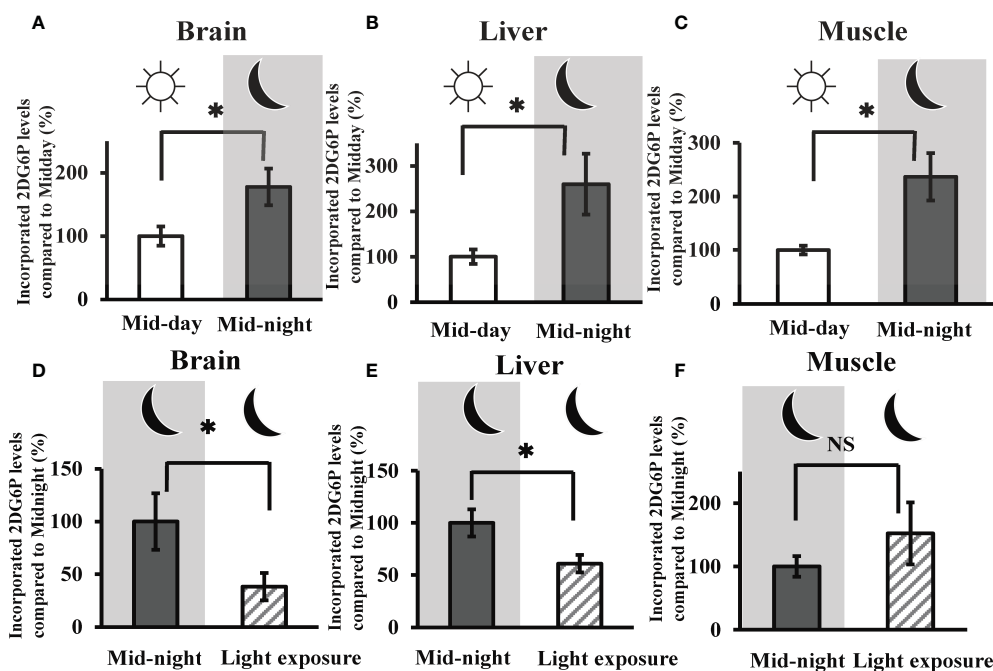 A
Brain
Incorporated 2DG6P levels
compared to Midday (%)
*
200
100
0
Mid-day
Mid-night
B
Liver
Incorporated 2DG6P levels
compared to Midday (%)
*
300
200
100
0
Mid-day
Mid-night
C
Muscle
Incorporated 2DG6P levels
compared to Midday (%)
*
300
200
100
0
Mid-day
Mid-night
D
Brain
Incorporated 2DG6P levels
compared to Midnight (%)
*
150
100
50
0
Mid-night
Light exposure
E
Liver
Incorporated 2DG6P levels
compared to Midnight (%)
*
150
100
50
0
Mid-night
Light exposure
F
Muscle
Incorporated 2DG6P levels
compared to Midnight (%)
NS
200
100
0
Mid-night
Light exposure